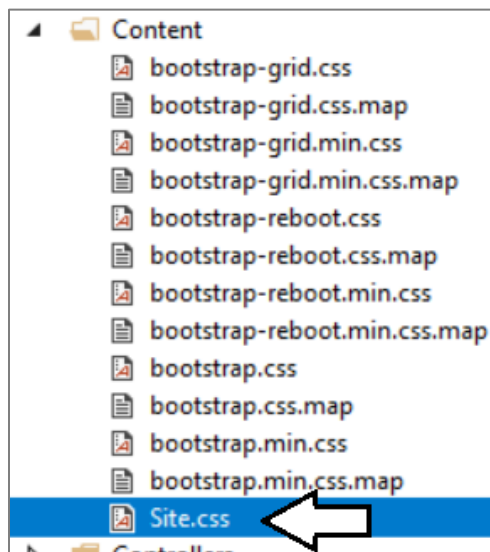 Content
bootstrap-grid.css
bootstrap-grid.css.map
bootstrap-grid.min.css
bootstrap-grid.min.css.map
bootstrap-reboot.css
bootstrap-reboot.css.map
bootstrap-reboot.min.css
bootstrap-reboot.min.css.map
bootstrap.css
bootstrap.css.map
bootstrap.min.css
bootstrap.min.css.map
Site.css
Controllers